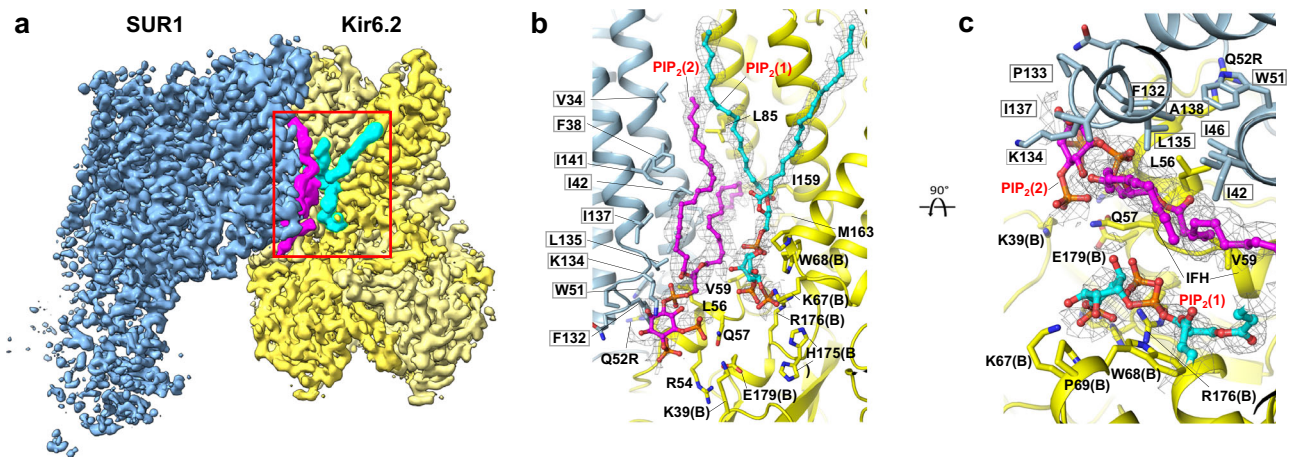 a
SUR1
Kir6.2
b
PIP2(2)
PIP2(1)
V34
L85
F38
I141
I159
I42
I137
M163
L135
W68(B)
K134
V59
K67(B)
W51
L56
R176(B)
F132
Q57
H175(B
)
Q52R
R54
E179(B)
K39(B)
90°
c
Q52R
P133
W51
F132
I137
A138
I46
L135
K134
L56
PIP2(2)
I42
Q57
K39(B)
E179(B)
V59
IFH
PIP2(1)
K67(B)
W68(B)
P69(B)
R176(B)